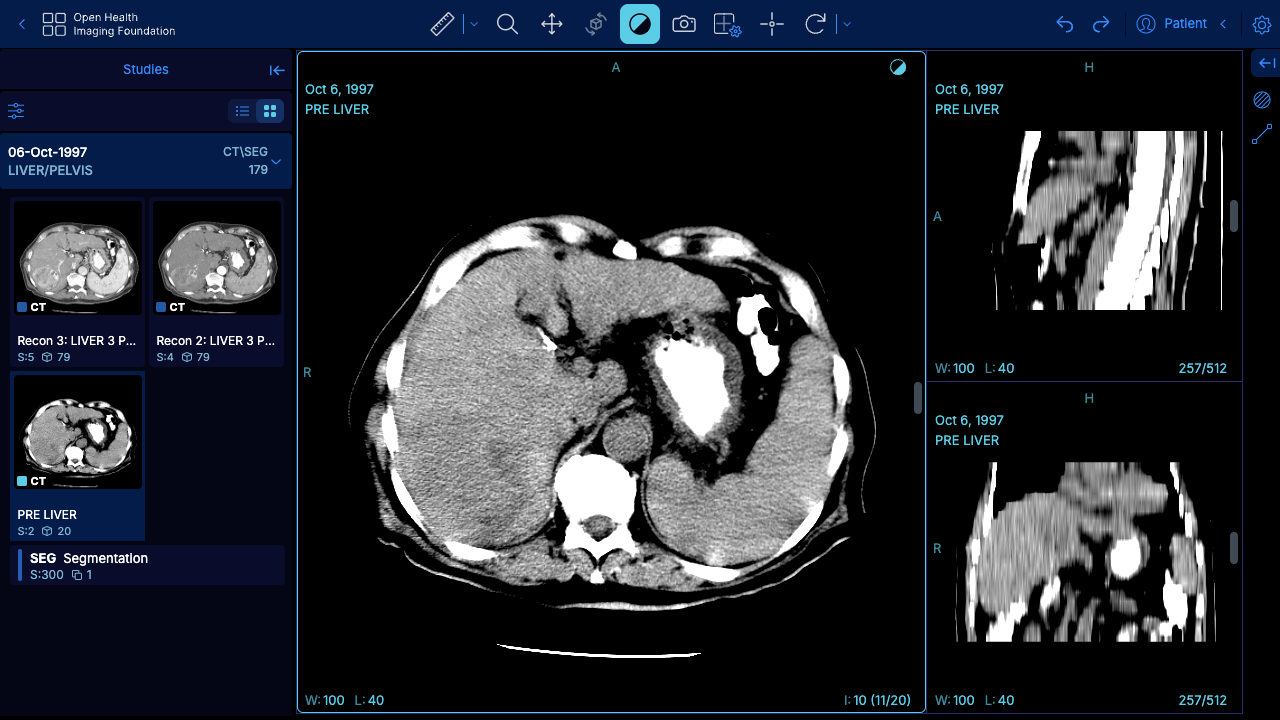 Open Health
Imaging Foundation
Patient
Studies
06-Oct-1997
CT\SEG
LIVER/PELVIS
179
CT
CT
Recon 3: LIVER 3 P...
Recon 2: LIVER 3 P...
S:5 79
S:4 79
CT
PRE LIVER
S:2 20
SEG Segmentation
S:300 1
A
Oct 6, 1997
PRE LIVER
R
W:100 L:40
I:10 (11/20)
H
Oct 6, 1997
PRE LIVER
A
W:100 L:40
257/512
H
Oct 6, 1997
PRE LIVER
R
W:100 L:40
257/512